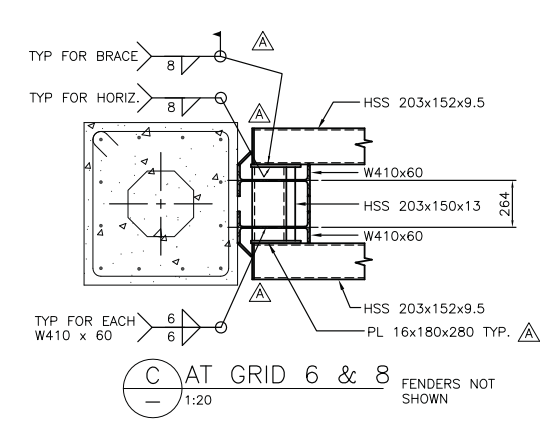 A
TYP FOR BRACE
8
TYP FOR HORIZ.
8
A
HSS 203x152x9.5
W410x60
HSS 203x150x13
264
W410x60
A
HSS 203x152x9.5
TYP FOR EACH
W410 x 60
6
6
PL 16x180x280 TYP. A
C
AT GRID 6 & 8
1:20
FENDERS NOT
SHOWN